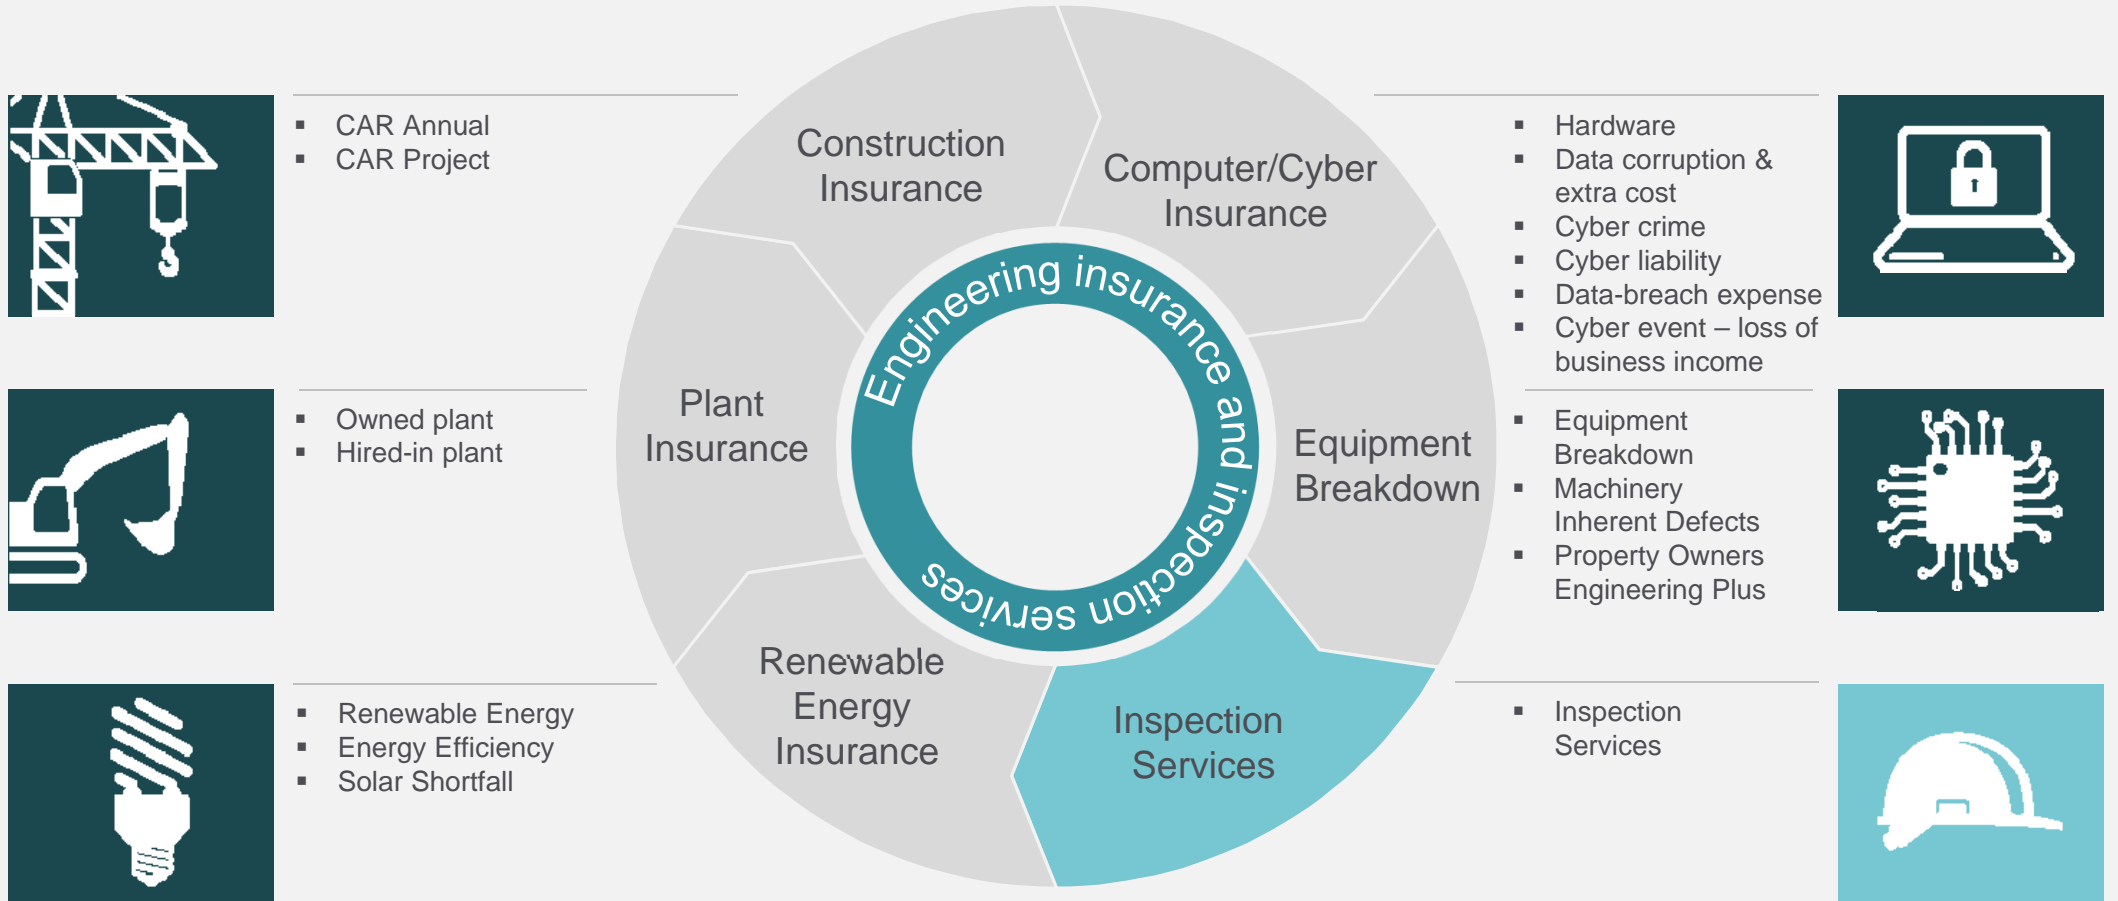 CAR Annual
CAR Project
Owned plant
Hired-in plant
Renewable Energy
Energy Efficiency
Solar Shortfall
Construction
Insurance
Computer/Cyber
Insurance
Plant
Insurance
Equipment
Breakdown
Renewable
Energy
Insurance
Inspection
Services
Engineering insurance and inspection services
Hardware
Data corruption &
extra cost
Cyber crime
Cyber liability
Data-breach expense
Cyber event – loss of
business income
Equipment
Breakdown
Machinery
Inherent Defects
Property Owners
Engineering Plus
Inspection
Services